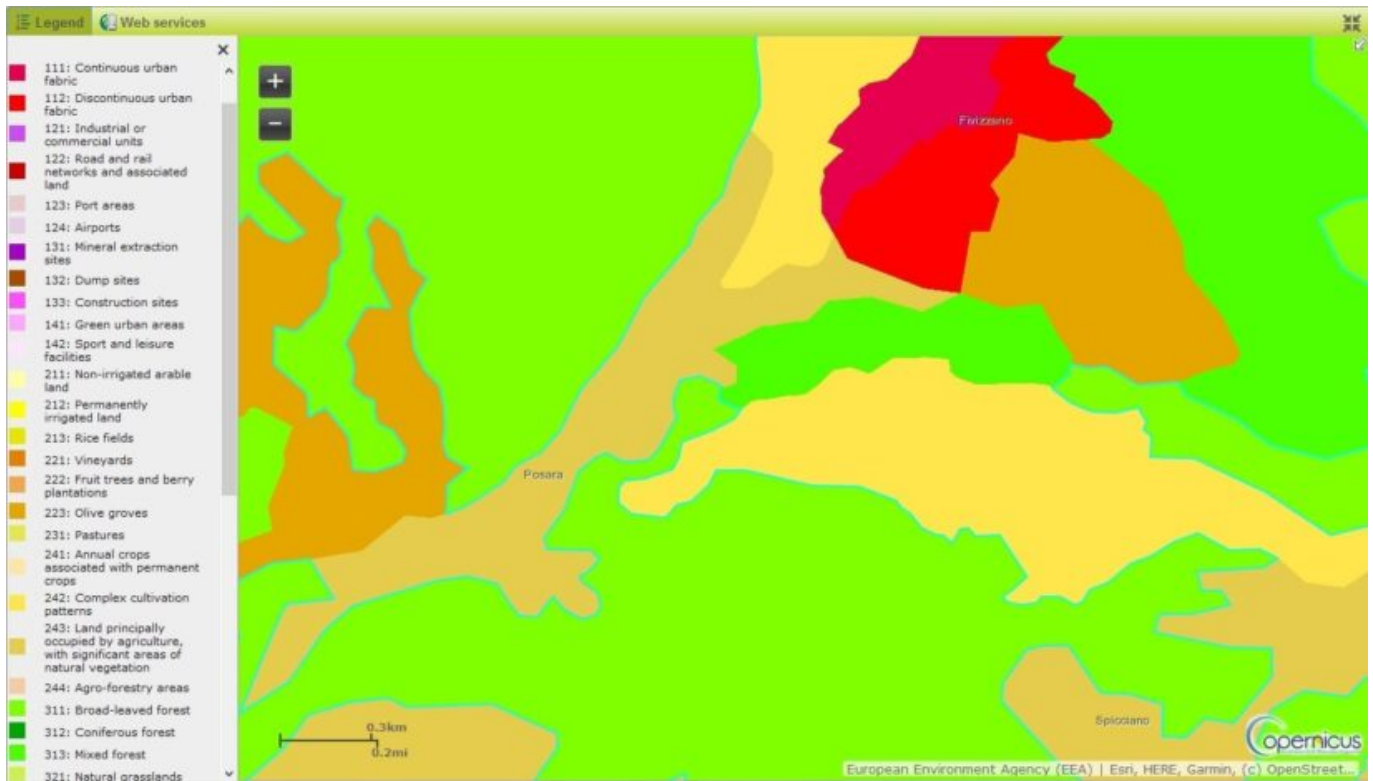 Legend
Web services
111: Continuous urban
fabric
112: Discontinuous urban
fabric
121: Industrial or
commercial units
122: Road and rail
networks and associated
land
123: Port areas
124: Airports
131: Mineral extraction
sites
132: Dump sites
133: Construction sites
141: Green urban areas
142: Sport and leisure
facilities
211: Non-irrigated arable
land
212: Permanently
irrigated land
213: Rice fields
221: Vineyards
222: Fruit trees and berry
plantations
223: Olive groves
231: Pastures
241: Annual crops
associated with permanent
crops
242: Complex cultivation
patterns
243: Land principally
occupied by agriculture,
with significant areas of
natural vegetation
244: Agro-forestry areas
311: Broad-leaved forest
312: Coniferous forest
313: Mixed forest
321: Natural grasslands
Fivizzano
Posara
Spicciano
0.3km
0.2mi
opernicus
European Environment Agency (EEA) | Esri, HERE, Garmin, (c) OpenStreet...